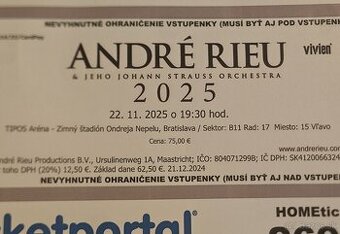 NEVYHNUTNÉ OHRANIČENIE VSTUPENKY (MUSÍ BYŤ AJ POD VSTUPENK
ANDRÉ RIEU
vivien
& JEHO JOHANN STRAUSS ORCHESTRA
2025
22. 11. 2025 o 19:30 hod.
TIPOS Aréna - Zimný štadión Ondreja Nepelu, Bratislava / Sektor: B11 Rad: 17 Miesto: 15 Vľavo
Cena: 75,00 €
www.andrerieu.com
André Rieu Productions B.V., Ursulinenweg 1A, Maastricht; IČO: 8040712998; IČ DPH: SK4120066324
toho DPH (20%) 12,50 €. Základ dane 62,50 €. 21.12.2024
NEVYHNUTNÉ OHRANIČENIE VSTUPENKY (MUSÍ BYŤ AJ NAD VSTUPEN
ketportal
HOMEtic